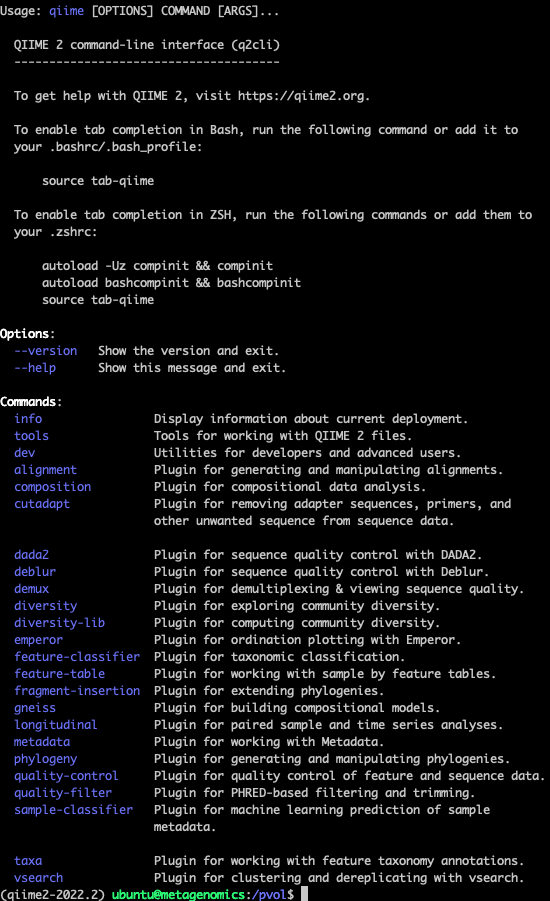 Usage: qiime [OPTIONS] COMMAND [ARGS]...
QIIME 2 command-line interface (q2cli)
--------------------------------------
To get help with QIIME 2, visit https://qiime2.org.
To enable tab completion in Bash, run the following command or add it to
your .bashrc/.bash_profile:
source tab-qiime
To enable tab completion in ZSH, run the following commands or add them to
your .zshrc:
autoload -Uz compinit && compinit
autoload bashcompinit && bashcompinit
source tab-qiime
Options:
--version Show the version and exit.
--help Show this message and exit.
Commands:
info Display information about current deployment.
tools Tools for working with QIIME 2 files.
dev Utilities for developers and advanced users.
alignment Plugin for generating and manipulating alignments.
composition Plugin for compositional data analysis.
cutadapt Plugin for removing adapter sequences, primers, and
other unwanted sequence from sequence data.
dada2 Plugin for sequence quality control with DADA2.
deblur Plugin for sequence quality control with Deblur.
demux Plugin for demultiplexing & viewing sequence quality.
diversity Plugin for exploring community diversity.
diversity-lib Plugin for computing community diversity.
emperor Plugin for ordination plotting with Emperor.
feature-classifier Plugin for taxonomic classification.
feature-table Plugin for working with sample by feature tables.
fragment-insertion Plugin for extending phylogenies.
gneiss Plugin for building compositional models.
longitudinal Plugin for paired sample and time series analyses.
metadata Plugin for working with Metadata.
phylogeny Plugin for generating and manipulating phylogenies.
quality-control Plugin for quality control of feature and sequence data.
quality-filter Plugin for PHRED-based filtering and trimming.
sample-classifier Plugin for machine learning prediction of sample
metadata.
taxa Plugin for working with feature taxonomy annotations.
vsearch Plugin for clustering and dereplicating with vsearch.
(qiime2-2022.2) ubuntu@metagenomics:/pvol$